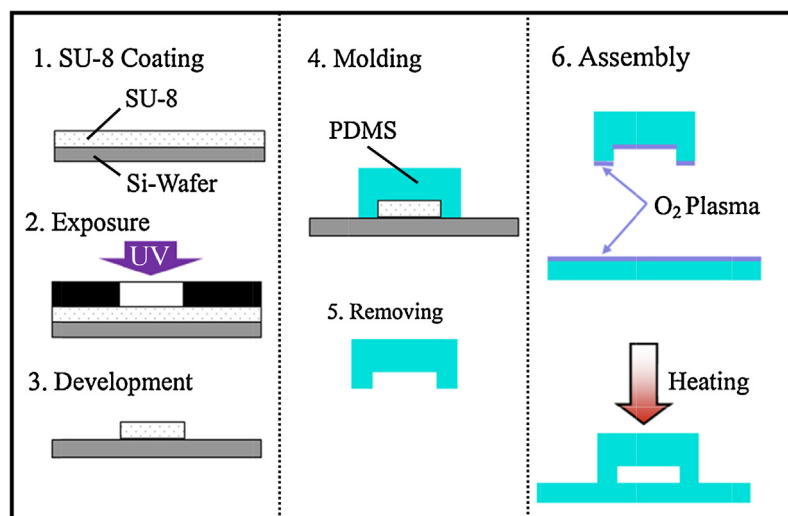 1. SU-8 Coating
SU-8
Si-Wafer
2. Exposure
UV
3. Development
4. Molding
PDMS
5. Removing
6. Assembly
O₂ Plasma
Heating